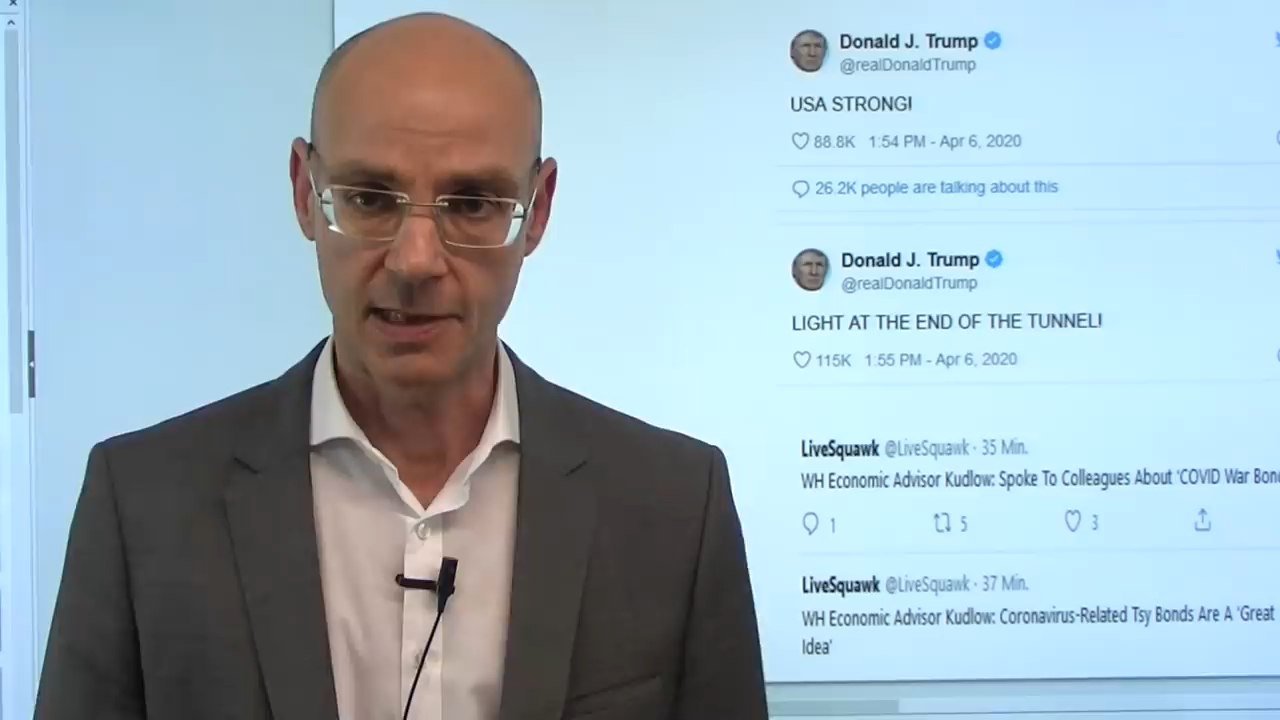 Donald J. Trump
@realDonaldTrump
USA STRONG!
88.8K 1:54 PM - Apr 6, 2020
26.2K people are talking about this
Donald J. Trump
@realDonaldTrump
LIGHT AT THE END OF THE TUNNEL!
115K 1:55 PM - Apr 6, 2020
LiveSquawk @LiveSquawk · 35 Min.
WH Economic Advisor Kudlow: Spoke To Colleagues About 'COVID War Bon
1 5 3
LiveSquawk @LiveSquawk · 37 Min.
WH Economic Advisor Kudlow: Coronavirus-Related Tsy Bonds Are A 'Great
Idea'